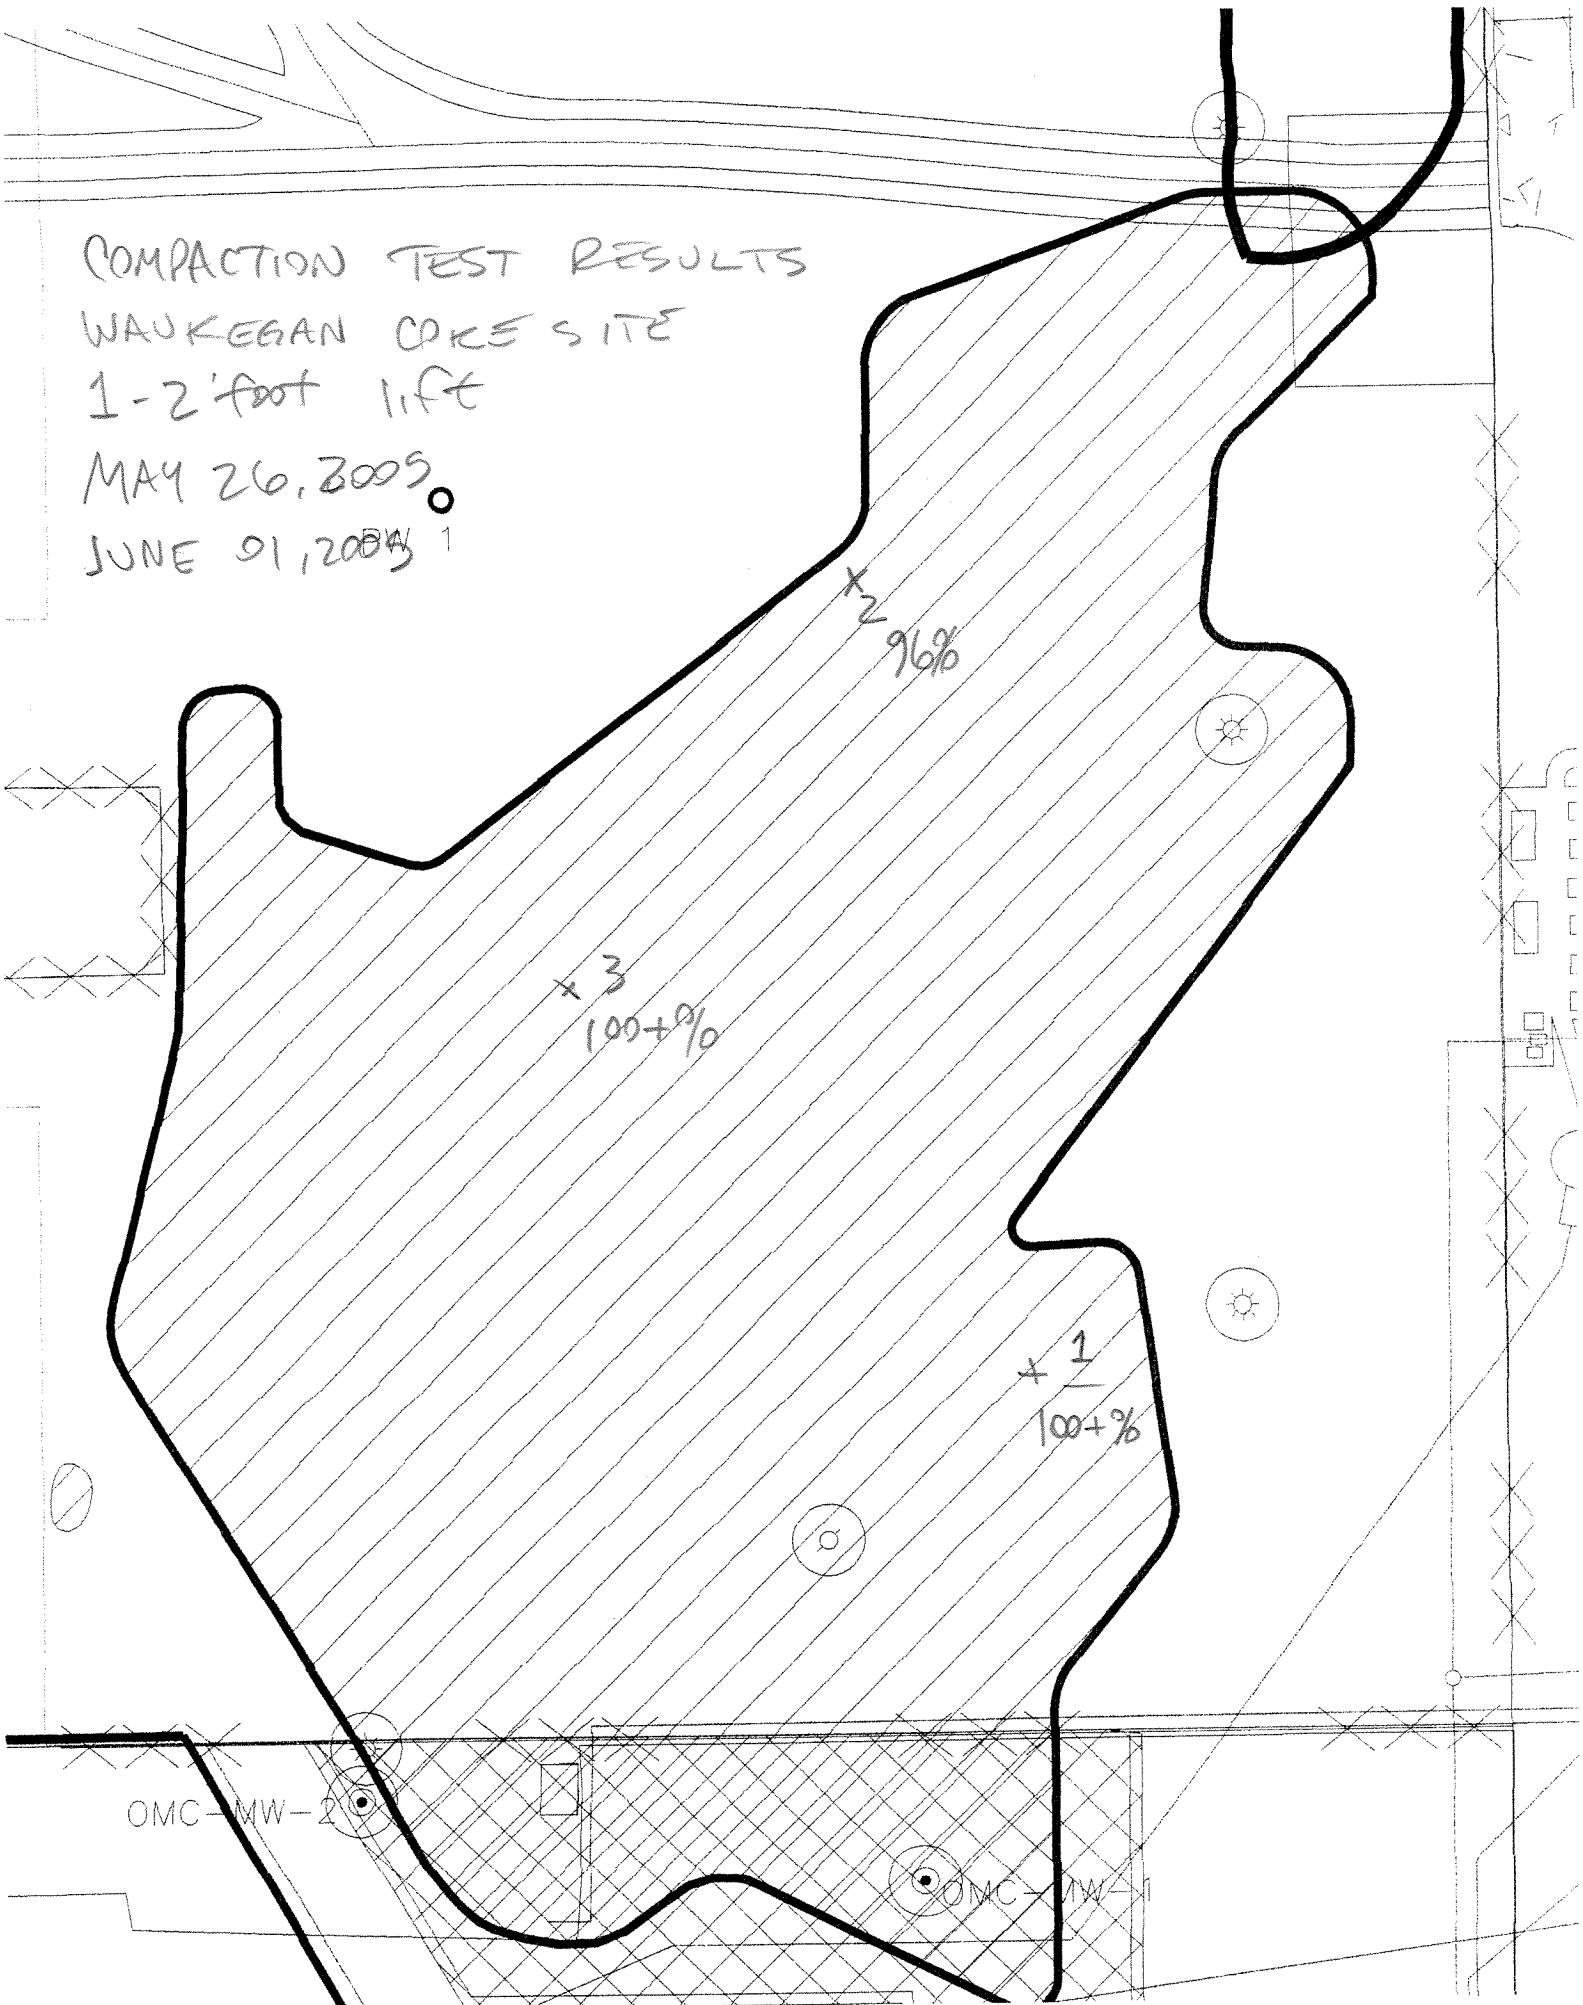 COMPACTION TEST RESULTS
WAUKEGAN COKE SITE
1-2' foot lift
MAY 26, 2005
JUNE 01, 2005
1
x 2
96%
x 3
100+%
+ 1
100+%
OMC-MW-2
OMC-MW-1